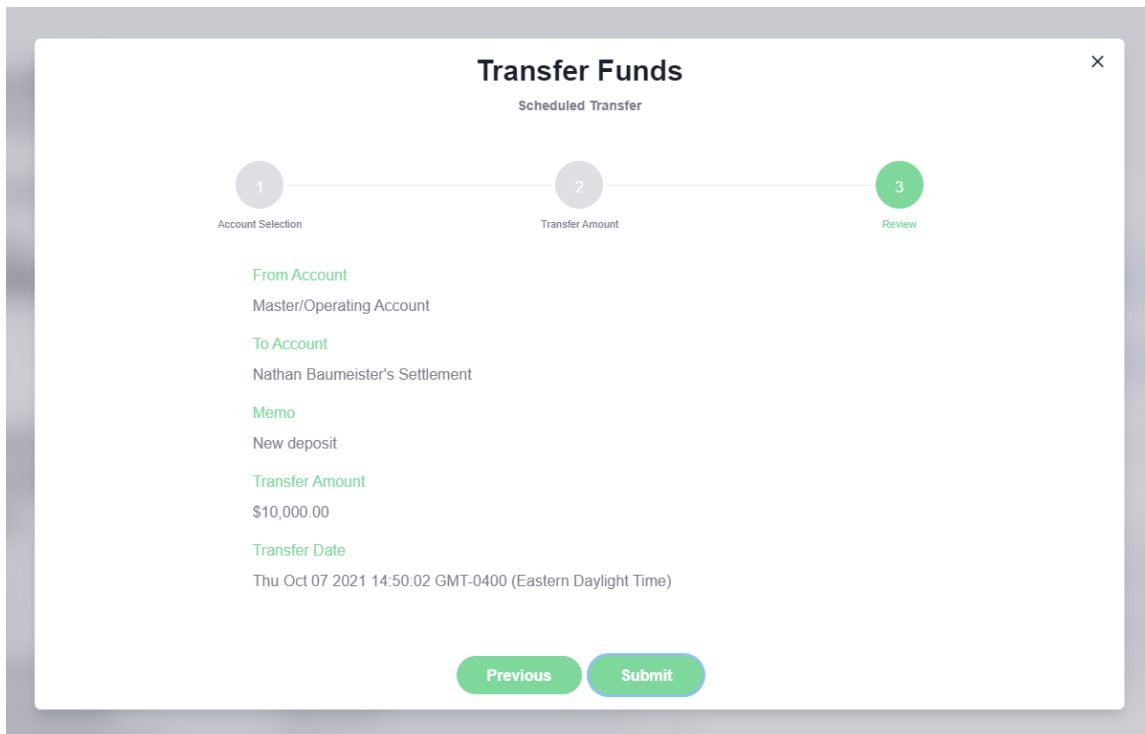 Transfer Funds
Scheduled Transfer
1
2
3
Account Selection
Transfer Amount
Review
From Account
Master/Operating Account
To Account
Nathan Baumeister's Settlement
Memo
New deposit
Transfer Amount
$10,000.00
Transfer Date
Thu Oct 07 2021 14:50:02 GMT-0400 (Eastern Daylight Time)
Previous
Submit